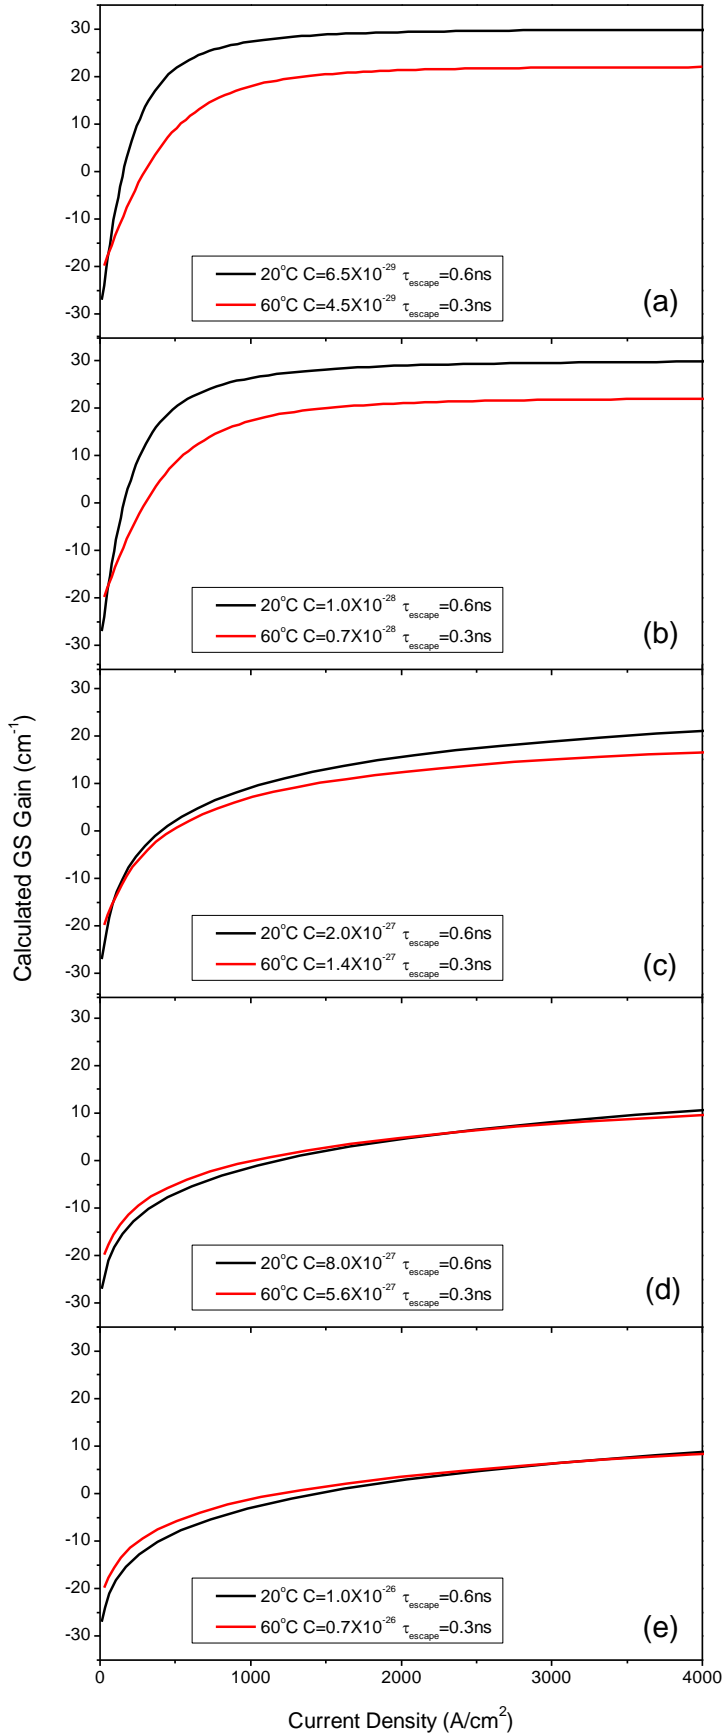 30
20
10
0
-10
-20
-30
20°C C=6.5X10⁻²⁹ τescape=0.6ns
60°C C=4.5X10⁻²⁹ τescape=0.3ns
(a)
30
20
10
0
-10
-20
-30
20°C C=1.0X10⁻²⁸ τescape=0.6ns
60°C C=0.7X10⁻²⁸ τescape=0.3ns
(b)
Calculated GS Gain (cm⁻¹)
30
20
10
0
-10
-20
-30
20°C C=2.0X10⁻²⁷ τescape=0.6ns
60°C C=1.4X10⁻²⁷ τescape=0.3ns
(c)
30
20
10
0
-10
-20
-30
20°C C=8.0X10⁻²⁷ τescape=0.6ns
60°C C=5.6X10⁻²⁷ τescape=0.3ns
(d)
30
20
10
0
-10
-20
-30
20°C C=1.0X10⁻²⁶ τescape=0.6ns
60°C C=0.7X10⁻²⁶ τescape=0.3ns
(e)
0 1000 2000 3000 4000
Current Density (A/cm²)